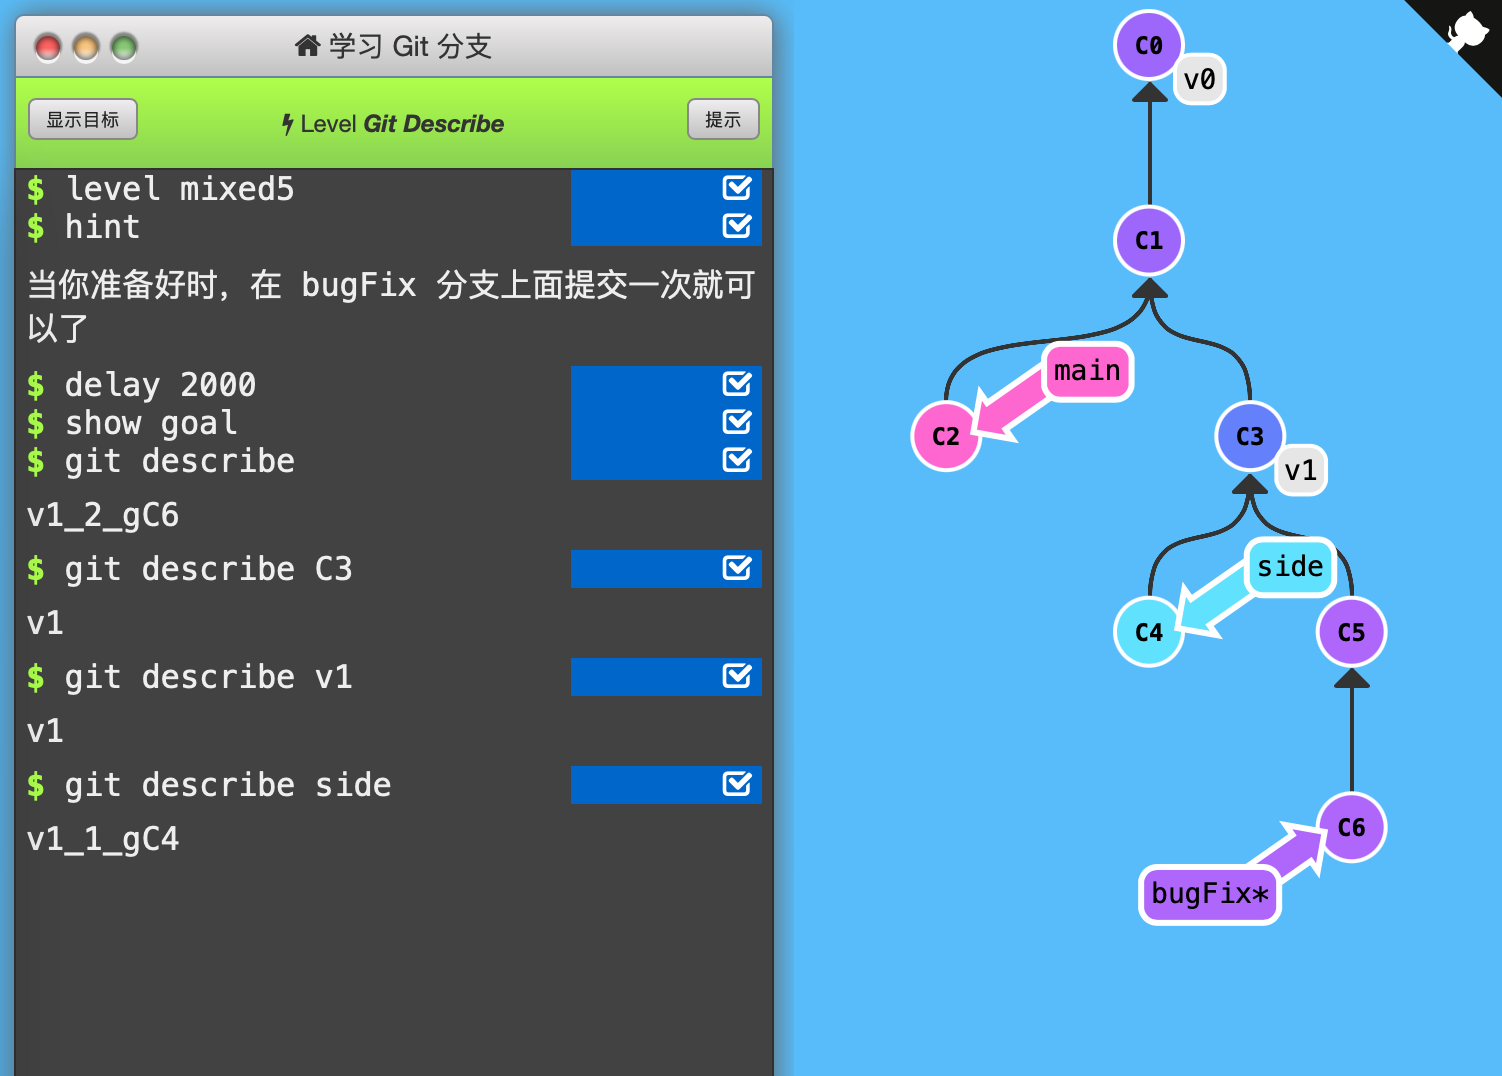 学习 Git 分支
显示目标
Level Git Describe
提示
$ level mixed5
$ hint
当你准备好时，在 bugFix 分支上面提交一次就可
以了
$ delay 2000
$ show goal
$ git describe
v1_2_gC6
$ git describe C3
v1
$ git describe v1
v1
$ git describe side
v1_1_gC4
C0
v0
C1
main
C2
C3
v1
side
C4
C5
C6
bugFix*